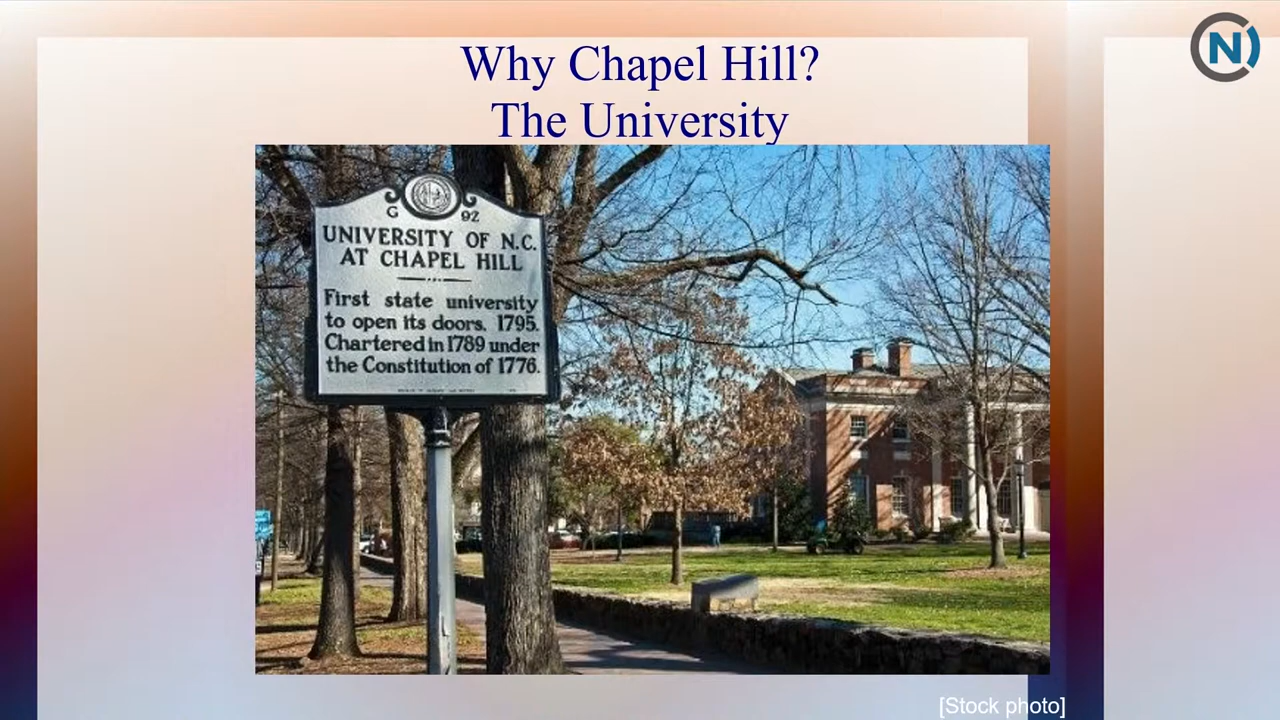 Why Chapel Hill?
The University
G 92
UNIVERSITY OF N.C.
AT CHAPEL HILL
First state university
to open its doors, 1795.
Chartered in 1789 under
the Constitution of 1776.
[Stock photo]
N